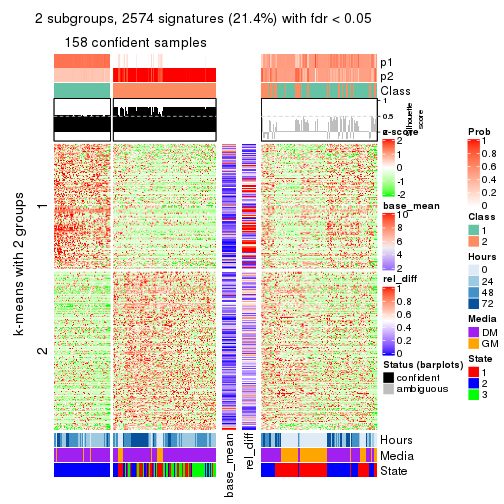 2 subgroups, 2574 signatures (21.4%) with fdr < 0.05
158 confident samples
p1
p2
Class
1
0.5
0
silhouette
score
z-score
2
1
0
-1
-2
base_mean
10
8
6
4
2
rel_diff
1
0.8
0.6
0.4
0.2
0
Status (barplots)
confident
ambiguous
Prob
1
0.8
0.6
0.4
0.2
0
Class
1
2
Hours
0
24
48
72
Media
DM
GM
State
1
2
3
k-means with 2 groups
1
2
base_mean
rel_diff
Hours
Media
State